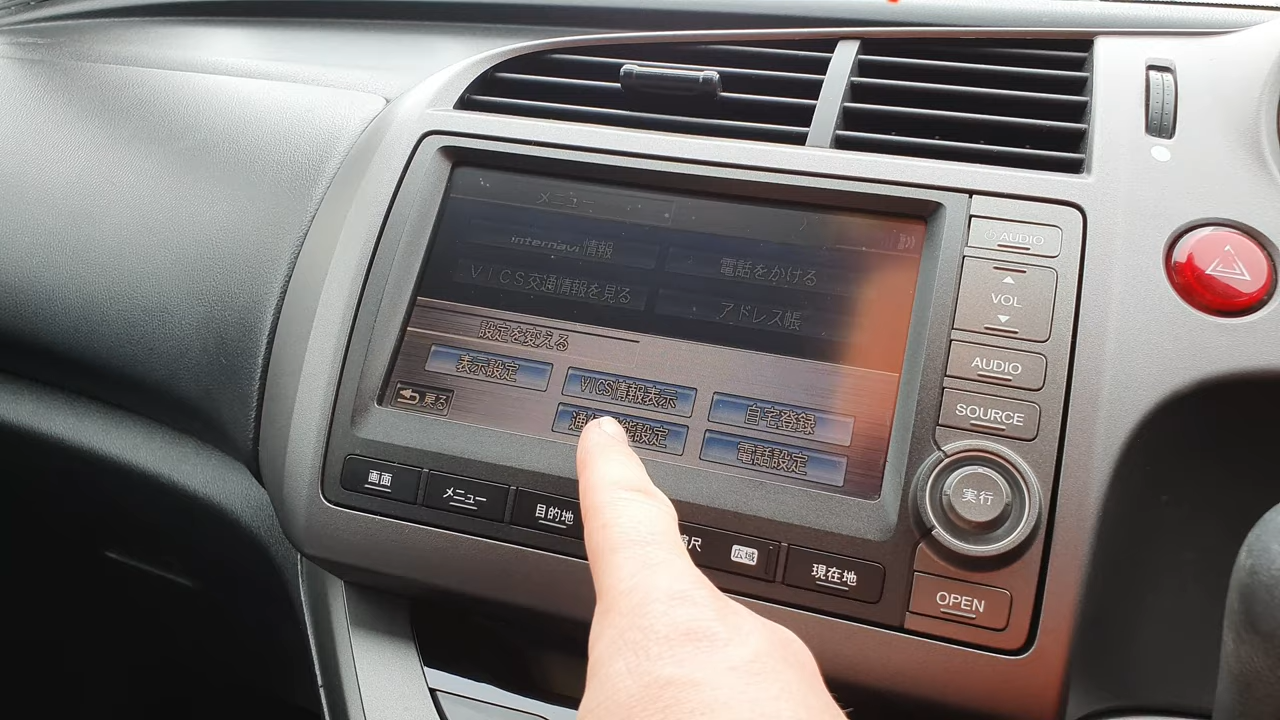 メニュー
internavi情報
電話をかける
VICS交通情報を見る
アドレス帳
設定を変える
表示設定
VICS情報表示
自宅登録
戻る
電話設定
画面
メニュー
目的地
広域
現在地
AUDIO
VOL
AUDIO
SOURCE
実行
OPEN